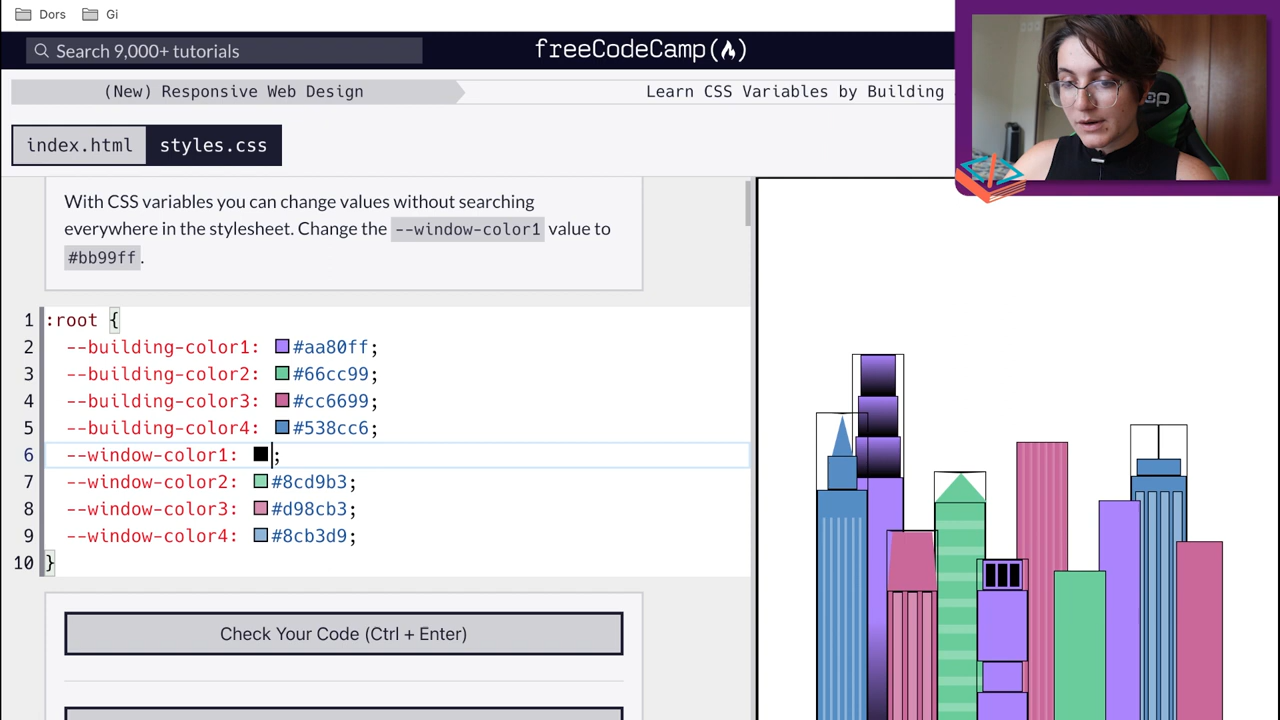 Dors Gi
Search 9,000+ tutorials
freeCodeCamp(🔥)
(New) Responsive Web Design
Learn CSS Variables by Building
index.html styles.css
With CSS variables you can change values without searching
everywhere in the stylesheet. Change the --window-color1 value to
#bb99ff.
1 :root {
2 --building-color1: #aa80ff;
3 --building-color2: #66cc99;
4 --building-color3: #cc6699;
5 --building-color4: #538cc6;
6 --window-color1: ;
7 --window-color2: #8cd9b3;
8 --window-color3: #d98cb3;
9 --window-color4: #8cb3d9;
10 }
Check Your Code (Ctrl + Enter)